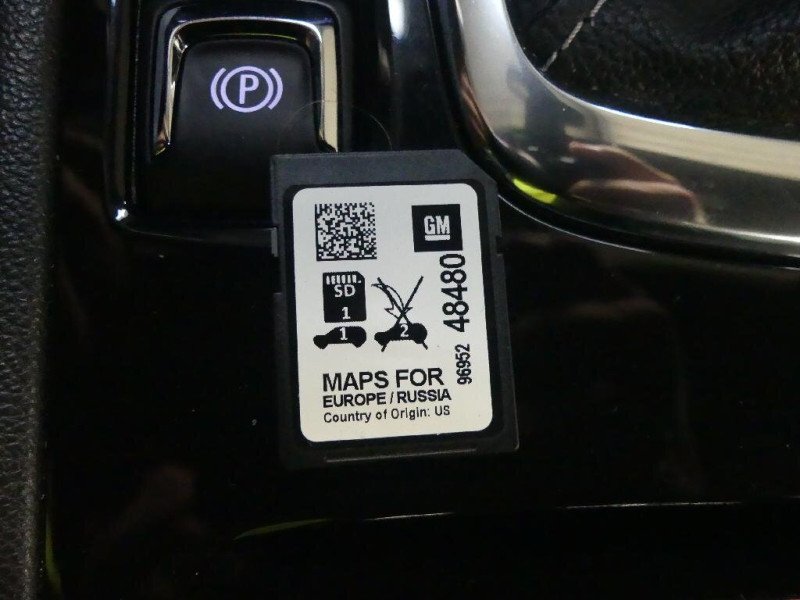 P
GM
SD
1
1
2
96952 48480
MAPS FOR
EUROPE / RUSSIA
Country of Origin: US